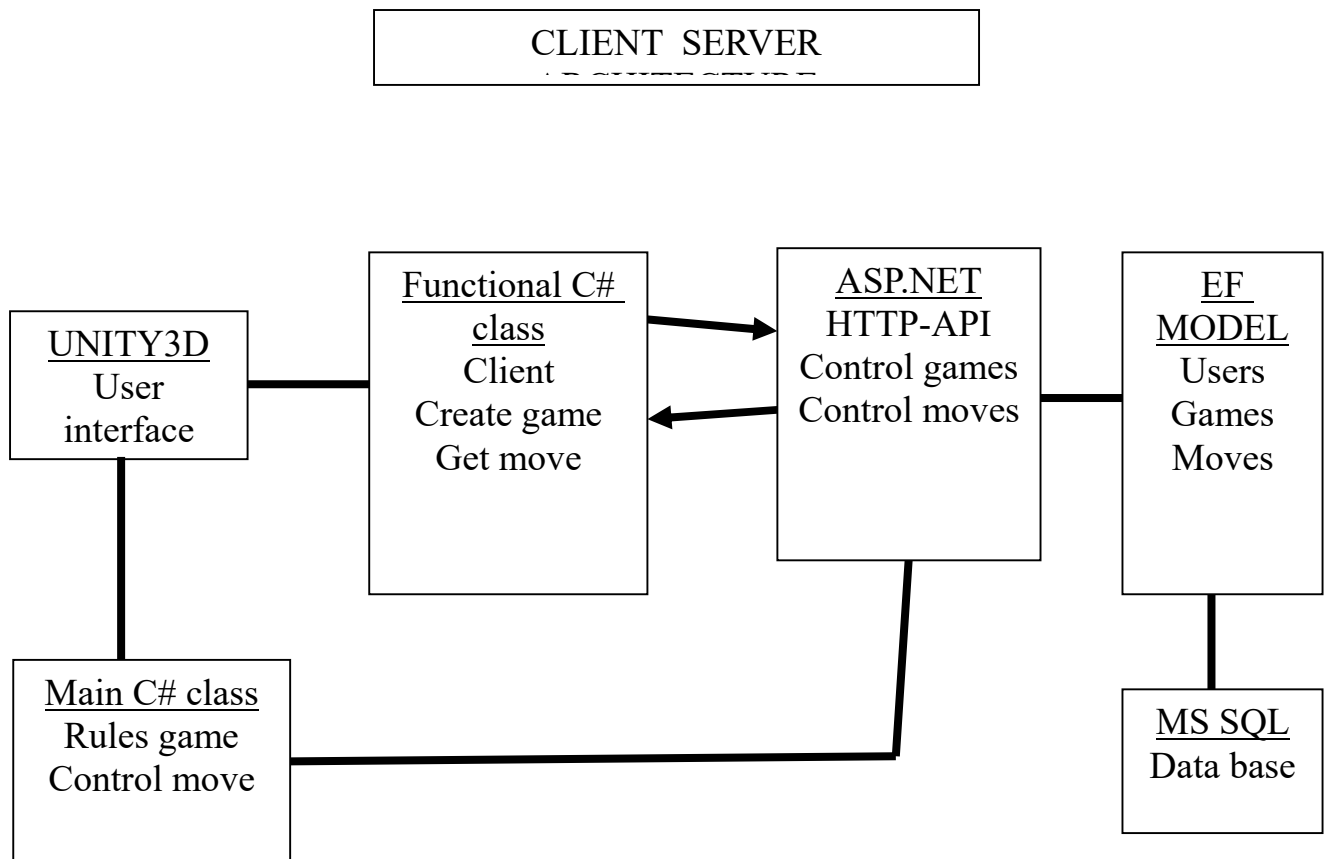 CLIENT SERVER
ARCHITECTURE
UNITY3D
User
interface
Functional C#
class
Client
Create game
Get move
ASP.NET
HTTP-API
Control games
Control moves
EF
MODEL
Users
Games
Moves
Main C# class
Rules game
Control move
MS SQL
Data base